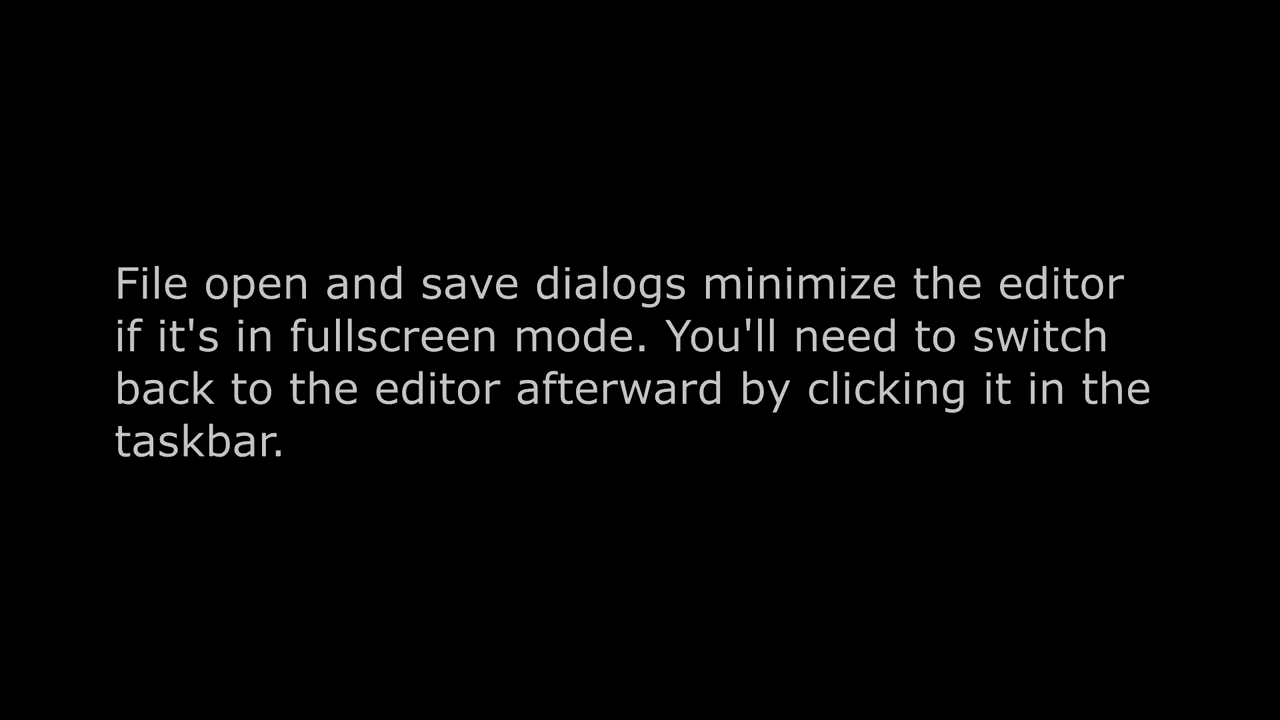 File open and save dialogs minimize the editor
if it's in fullscreen mode. You'll need to switch
back to the editor afterward by clicking it in the
taskbar.